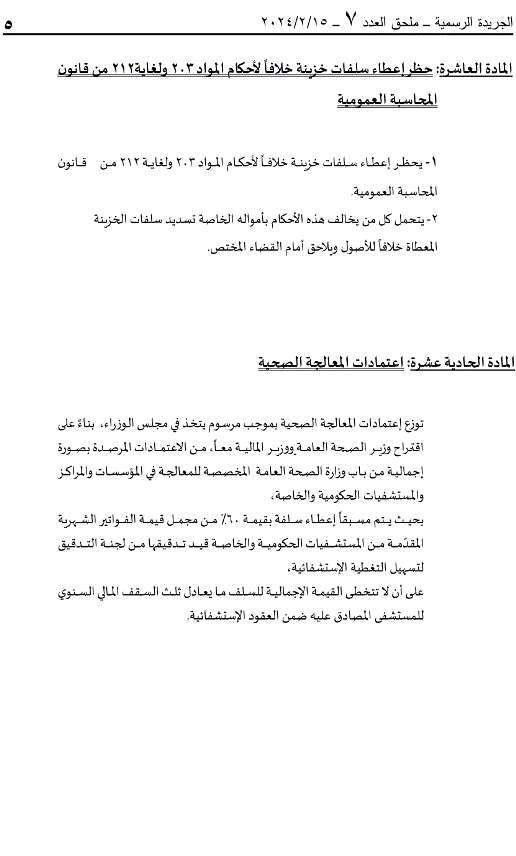 الجريدة الرسمية – ملحق العدد ٧ – ٢٠٢٤/٢/١٥
٥
المادة العاشرة: حظر إعطاء سلفات خزينة خلافاً لأحكام المواد ٢٠٣ ولغاية٢١٢ من قانون
المحاسبة العمومية
١- يحظر إعطاء سلفات خزينة خلافاً لأحكام المواد ٢٠٣ ولغاية ٢١٢ من قانون
المحاسبة العمومية.
٢- يتحمل كل من يخالف هذه الأحكام بأمواله الخاصة تسديد سلفات الخزينة
المعطاة خلافاً للأصول ويلاحق أمام القضاء المختص.
المادة الحادية عشرة: اعتمادات المعالجة الصحية
توزع إعتمادات المعالجة الصحية بموجب مرسوم يتخذ في مجلس الوزراء، بناءً على
اقتراح وزير الصحة العامة ووزير المالية معاً، من الاعتمادات المرصدة بصورة
إجمالية من باب وزارة الصحة العامة المخصصة للمعالجة في المؤسسات والمراكز
والمستشفيات الحكومية والخاصة،
بحيث يتم مسبقاً إعطاء سلفة بقيمة ٦٠٪ من مجمل قيمة الفواتير الشهرية
المقدّمة من المستشفيات الحكومية والخاصة قيد تدقيقها من لجنة التدقيق
لتسهيل التغطية الإستشفائية،
على أن لا تتخطى القيمة الإجمالية للسلف ما يعادل ثلث السقف المالي السنوي
للمستشفى المصادق عليه ضمن العقود الإستشفائية.